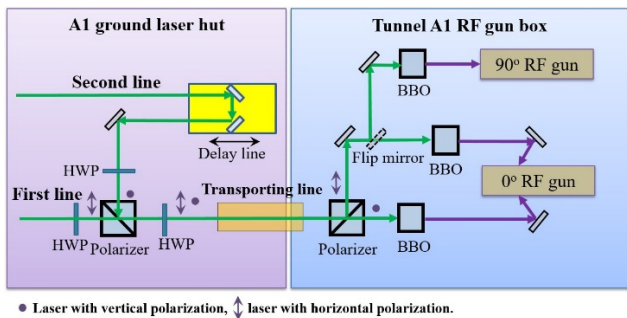 A1 ground laser hut
Tunnel A1 RF gun box
Second line
90° RF gun
BBO
Delay line
Flip mirror
BBO
HWP
0° RF gun
First line
Transporting line
HWP
Polarizer
HWP
Polarizer
BBO
Laser with vertical polarization, laser with horizontal polarization.